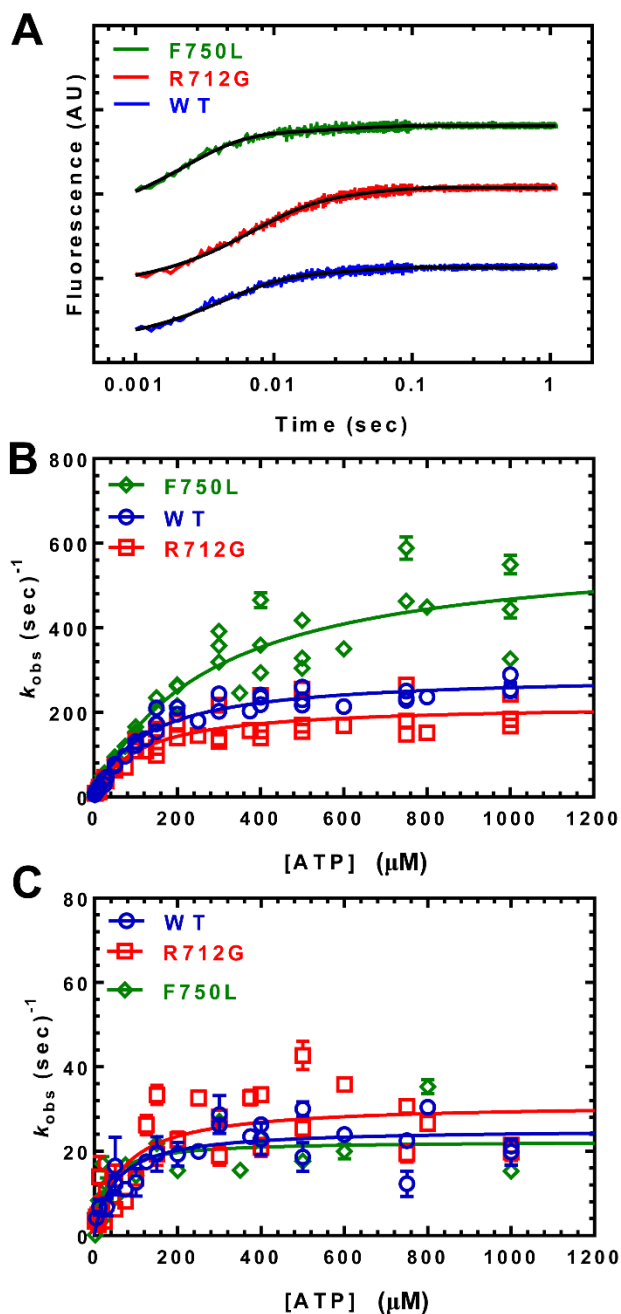 A
F750L
R712G
WT
Fluorescence (AU)
0.001 0.01 0.1 1
Time (sec)
B
800
600
400
200
0
F750L
WT
R712G
kobs (sec)-1
0 200 400 600 800 1000 1200
[ATP] (μM)
C
80
60
40
20
0
WT
R712G
F750L
kobs (sec)-1
0 200 400 600 800 1000 1200
[ATP] (μM)